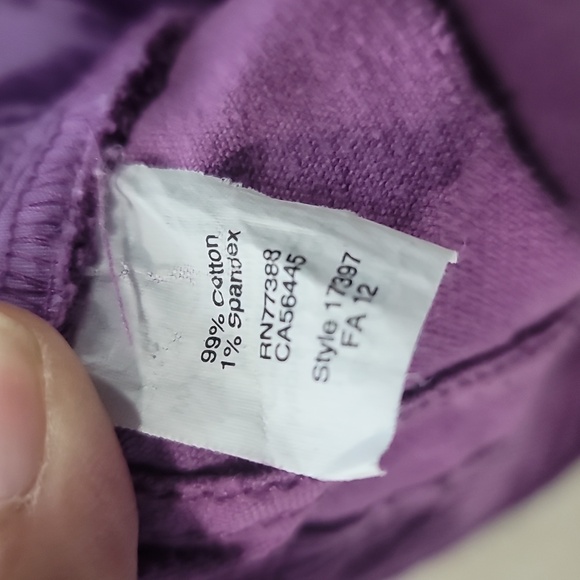 99% Cotton
1% Spandex
RN77388
CA56445
Style 17397
FA 12